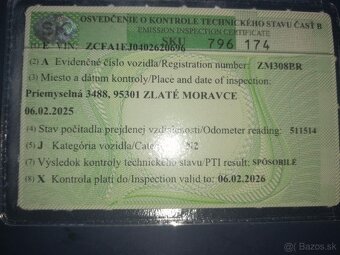 OSVEDČENIE O KONTROLE TECHNICKÉHO STAVU ČASŤ B
EMISSION INSPECTION CERTIFICATE
SK
SKU 796 174
E VIN: ZCFA1EJ0402620696
(2) A Evidenčné číslo vozidla/Registration number: ZM308BR
(3) Miesto a dátum kontroly/Place and date of inspection:
Priemyselná 3488, 95301 ZLATÉ MORAVCE
06.02.2025
(4) Stav počítadla prejdenej vzdialenosti/Odometer reading: 511514
(5) J Kategória vozidla/Category:
(7) Výsledok kontroly technického stavu/PTI result: SPÔSOBILÉ
(8) X Kontrola platí do/Inspection valid to: 06.02.2026
bazos.sk